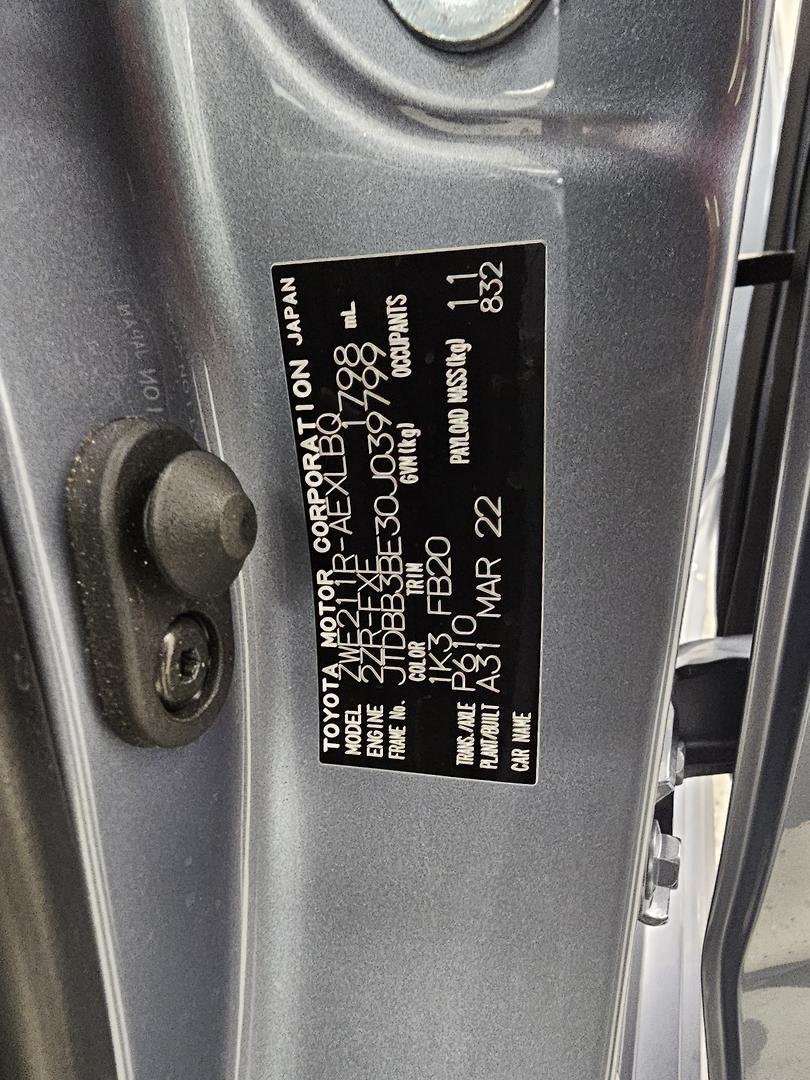 TOYOTA MOTOR CORPORATION JAPAN
MODEL ZWE211R-AEXLBQ
ENGINE 2ZR-FXE 1798 mL
FRAME No. JTDBB3BE30J039799
COLOR TRIM GVM(kg) OCCUPANTS
1K3 FB20
TRANS./AXLE P610 PAYLOAD MASS(kg) 11
PLANT/BUILT A31 MAR 22 832
CAR NAME